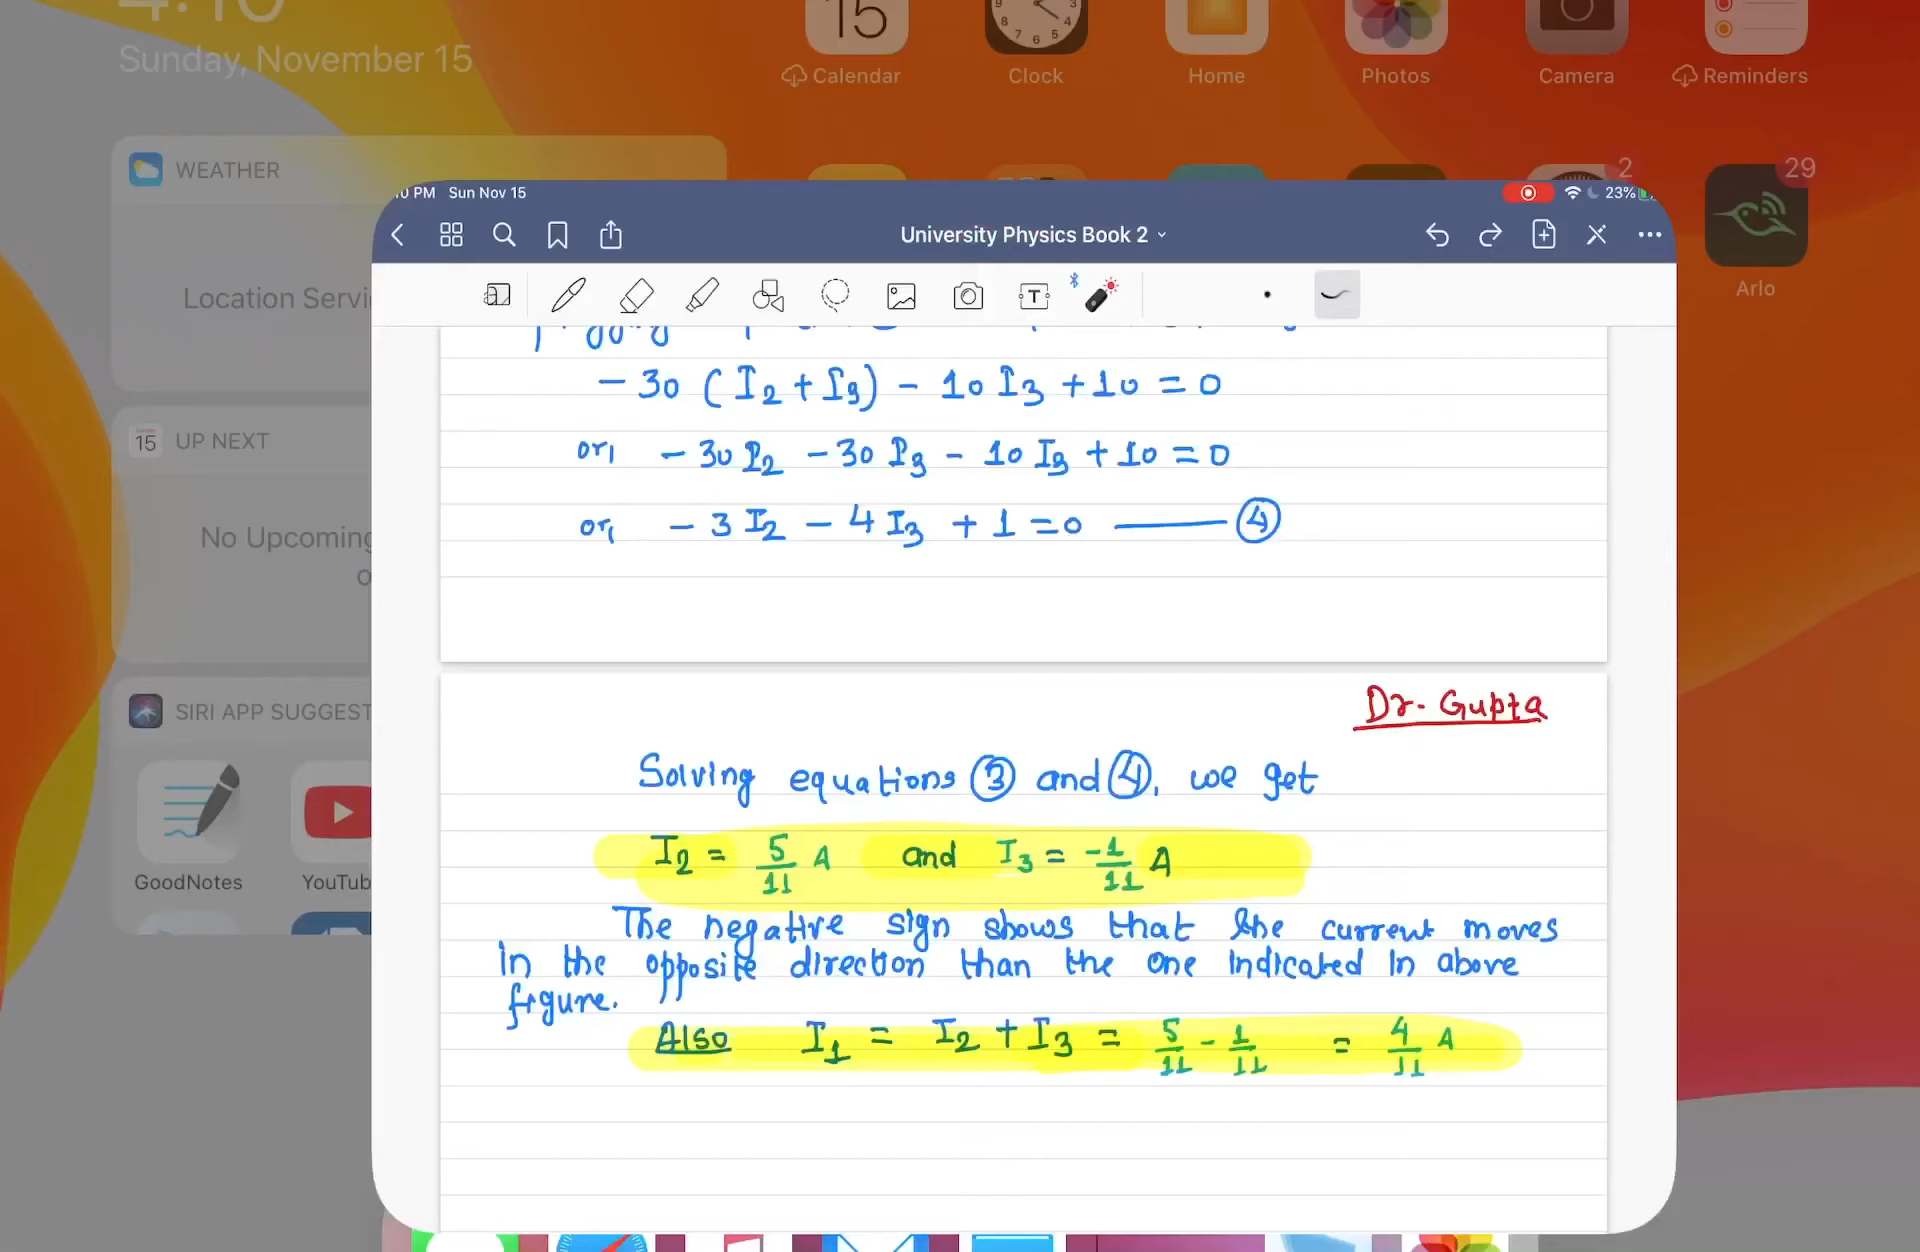 Sunday, November 15
Calendar
Clock
Home
Photos
Camera
Reminders
WEATHER
2
29
PM Sun Nov 15
23%
University Physics Book 2
Arlo
Location Servi
T
- 30 (I2 + I3) - 10 I3 + 10 = 0
or, - 30 I2 - 30 I3 - 10 I3 + 10 = 0
or, - 3 I2 - 4 I3 + 1 = 0 ——— ④
15 UP NEXT
No Upcoming
SIRI APP SUGGEST
GoodNotes
YouTub
Dr. Gupta
Solving equations ③ and ④, we get
I2 = 5/11 A and I3 = -1/11 A
The negative sign shows that the current moves
in the opposite direction than the one indicated in above
figure.
Also I1 = I2 + I3 = 5/11 - 1/11 = 4/11 A